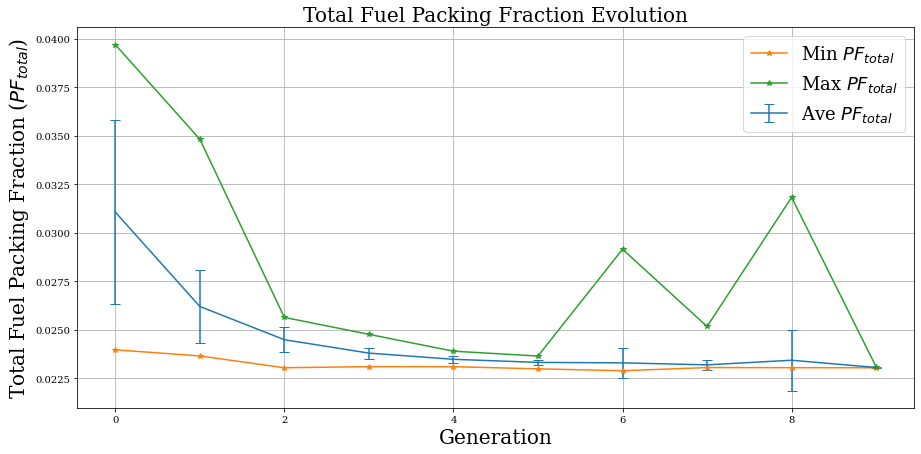 Total Fuel Packing Fraction Evolution
Total Fuel Packing Fraction (PF_total)
0.0400
0.0375
0.0350
0.0325
0.0300
0.0275
0.0250
0.0225
Min PF_total
Max PF_total
Ave PF_total
0 2 4 6 8
Generation